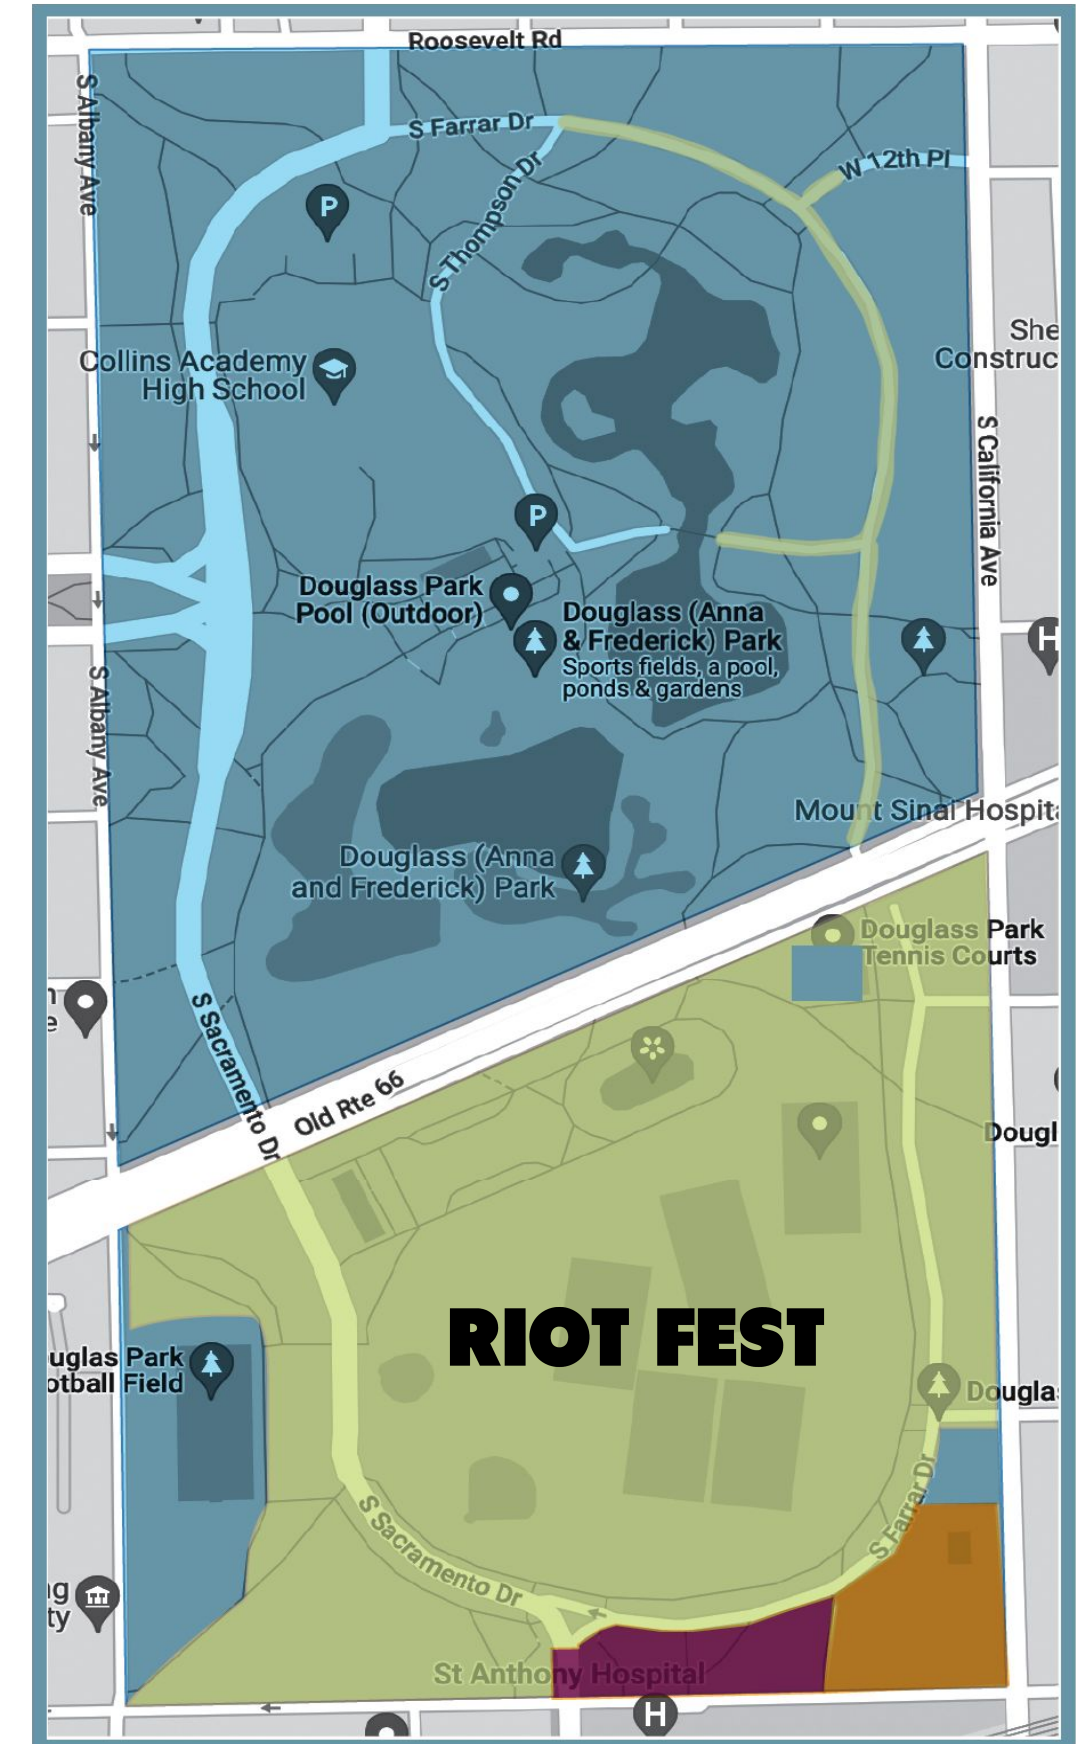 Roosevelt Rd
S Albany Ave
S Farrar Dr
W 12th Pl
S Thompson Dr
P
She
Construc
Collins Academy
High School
S California Ave
P
Douglass Park
Pool (Outdoor)
Douglass (Anna
& Frederick) Park
Sports fields, a pool,
ponds & gardens
H
S Albany Ave
Mount Sinai Hospita
Douglass (Anna
and Frederick) Park
Douglass Park
Tennis Courts
n
e
S Sacramento Dr
Old Rte 66
Dougl
RIOT FEST
uglas Park
otball Field
Dougla
S Farrar Dr
S Sacramento Dr
ng
ty
St Anthony Hospital
H